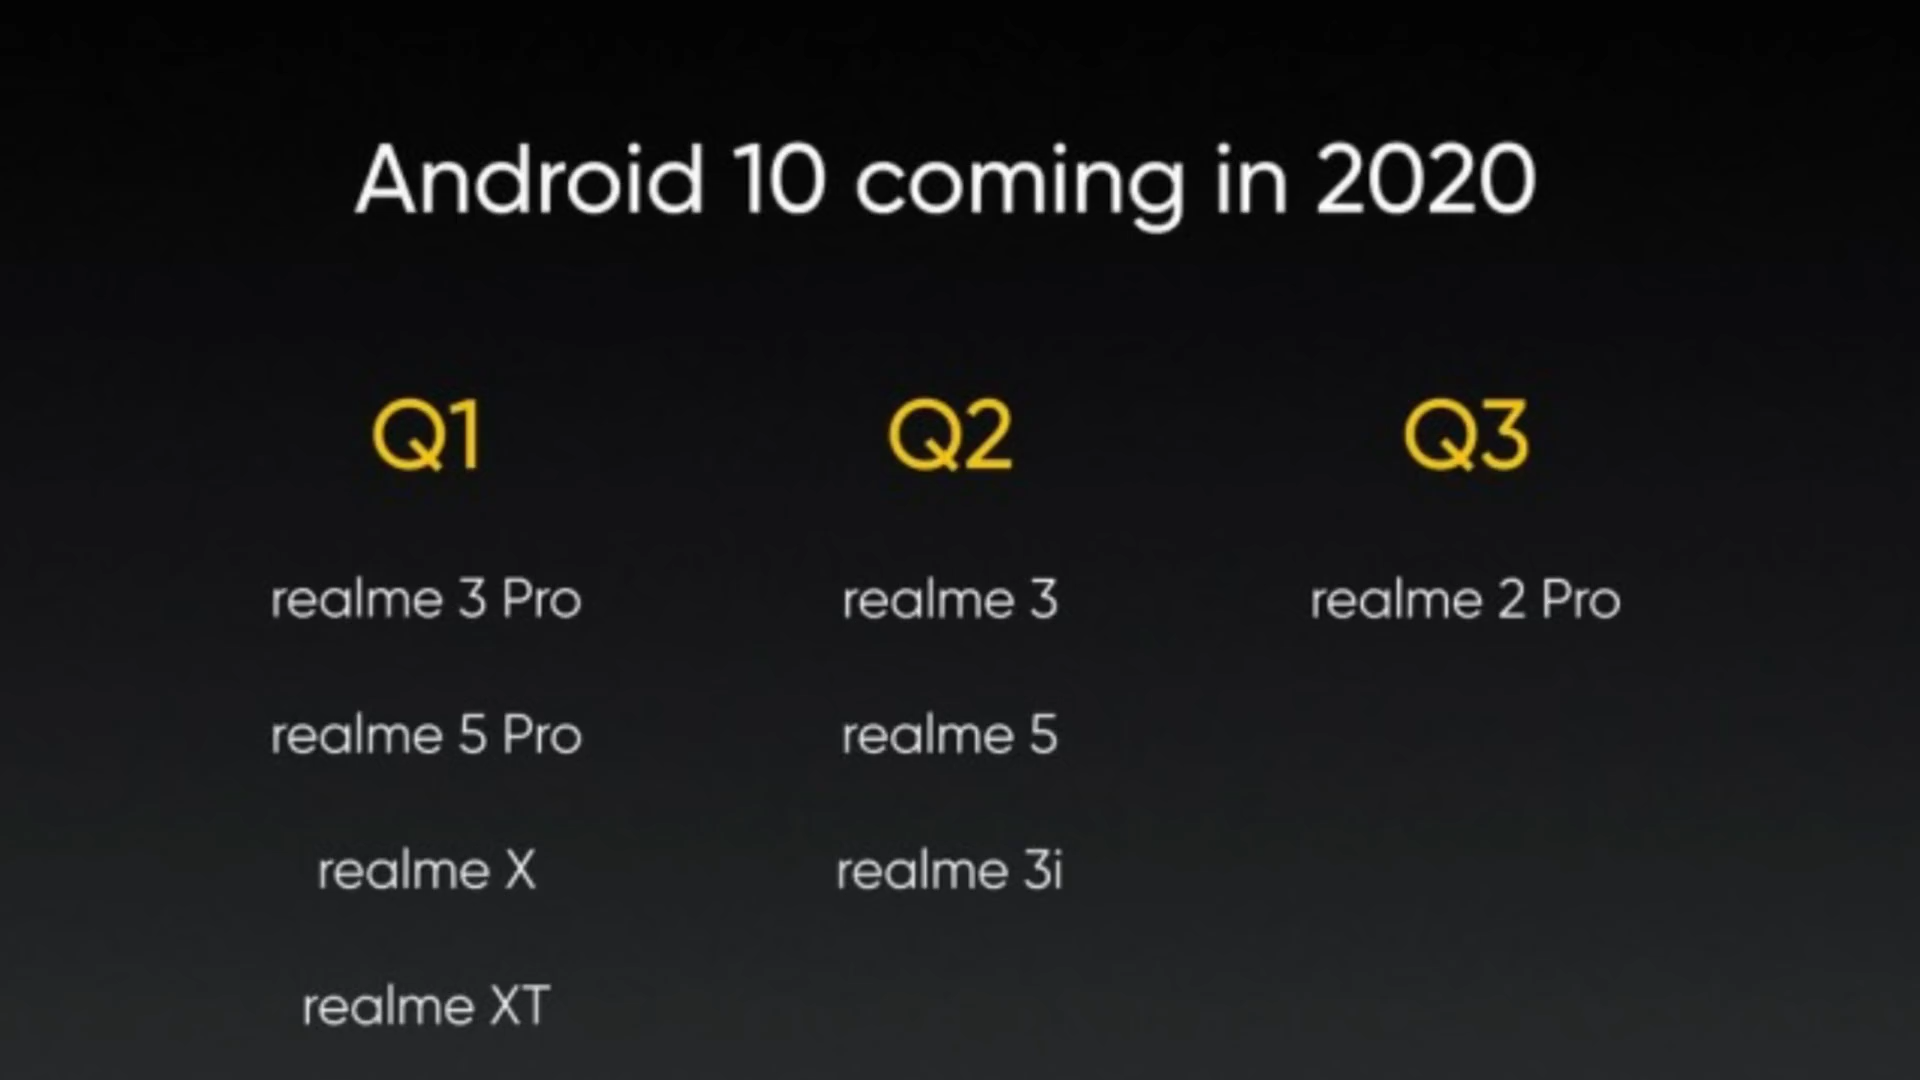 Android 10 coming in 2020
Q1 Q2 Q3
realme 3 Pro realme 3 realme 2 Pro
realme 5 Pro realme 5
realme X realme 3i
realme XT